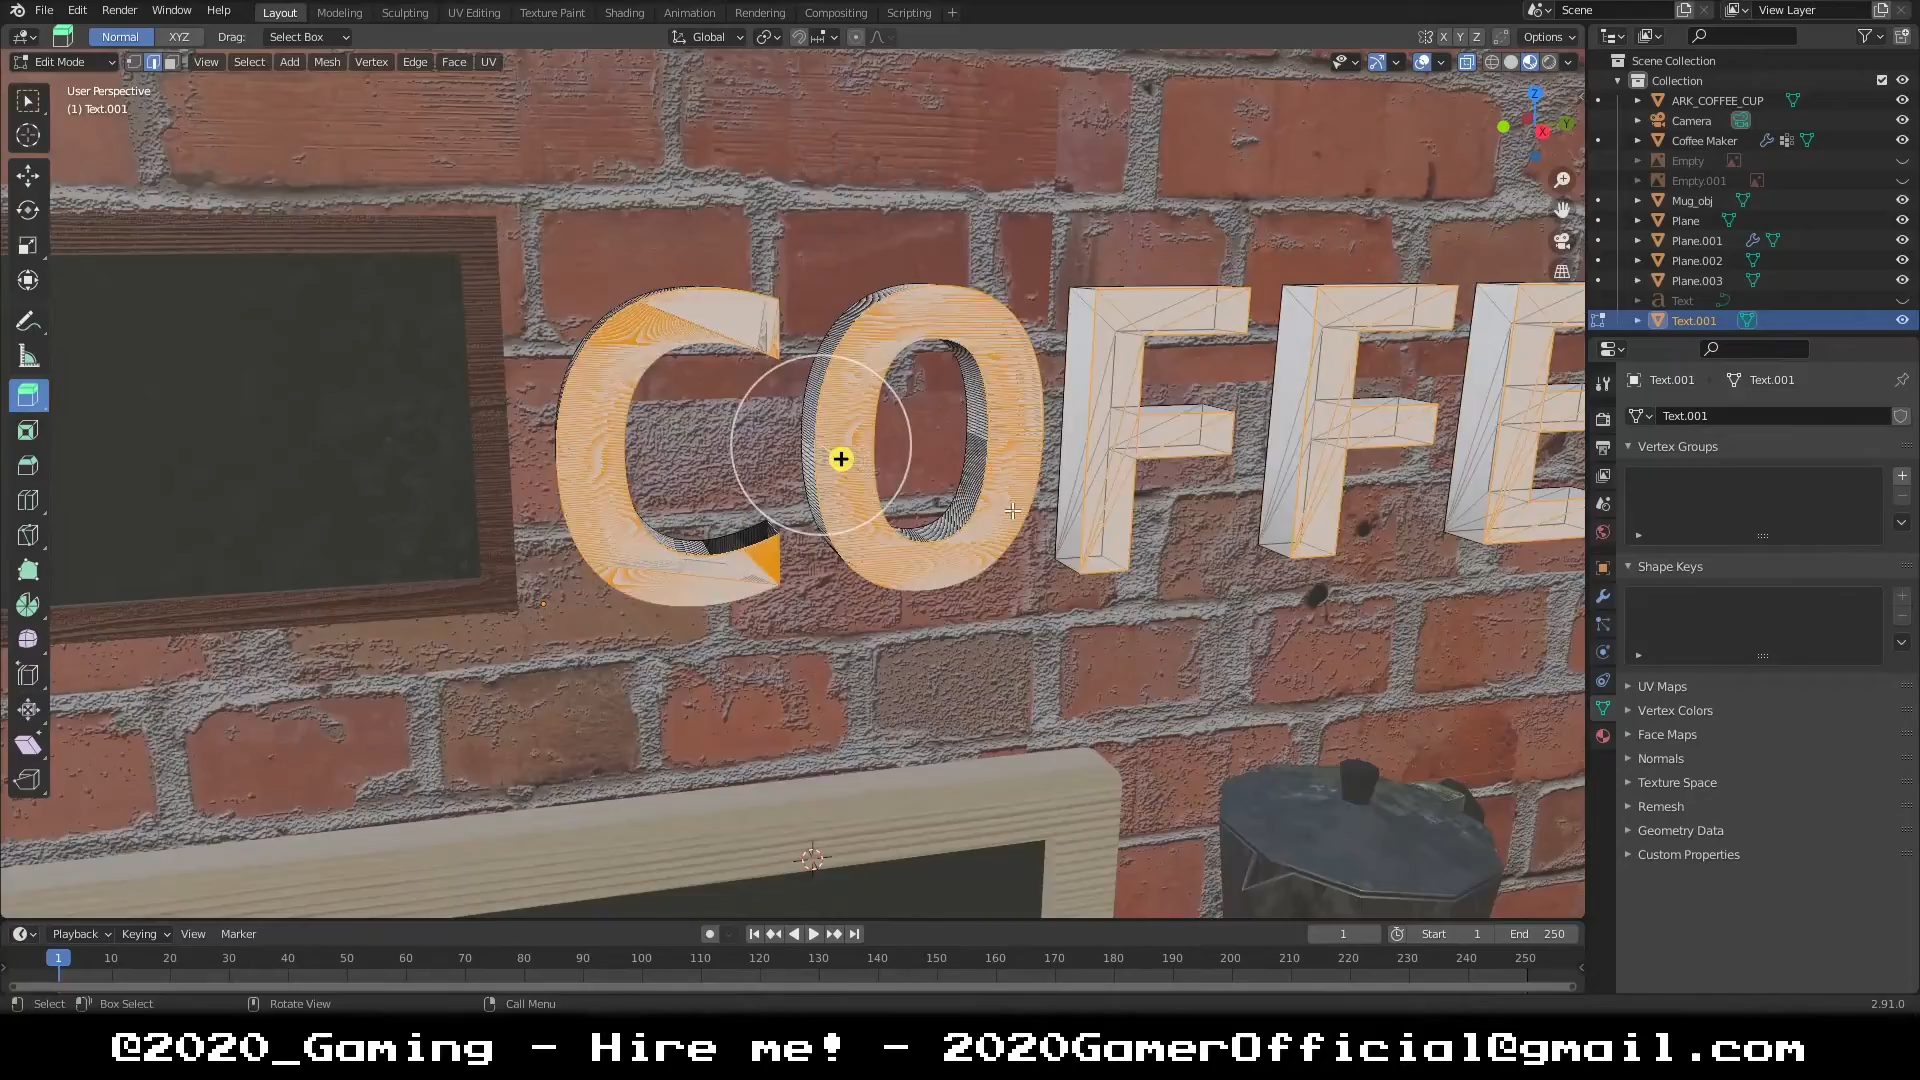 File Edit Render Window Help Layout Modeling Sculpting UV Editing Texture Paint Shading Animation Rendering Compositing Scripting + Scene View Layer
Normal XYZ Drag: Select Box Global X Y Z Options
Edit Mode View Select Add Mesh Vertex Edge Face UV
User Perspective
(1) Text.001
Z
Y
X
COFFE
Scene Collection
Collection
ARK_COFFEE_CUP
Camera
Coffee Maker
Empty
Empty.001
Mug_obj
Plane
Plane.001
Plane.002
Plane.003
Text
Text.001
Text.001 Text.001
Text.001
Vertex Groups
Shape Keys
UV Maps
Vertex Colors
Face Maps
Normals
Texture Space
Remesh
Geometry Data
Custom Properties
Playback Keying View Marker 1 Start 1 End 250
1 10 20 30 40 50 60 70 80 90 100 110 120 130 140 150 160 170 180 190 200 210 220 230 240 250
Select Box Select Rotate View Call Menu 2.91.0
@2020_Gaming - Hire me! - 2020GamerOfficial@gmail.com